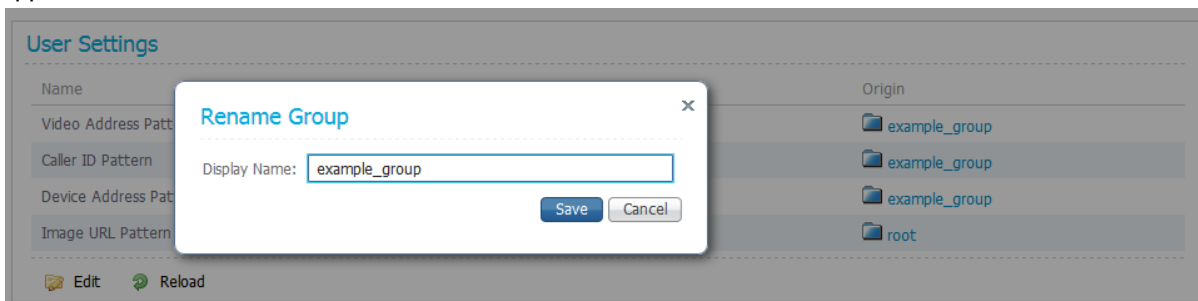 User Settings
Name Origin
Video Address Patt example_group
Caller ID Pattern example_group
Device Address Pat example_group
Image URL Pattern root
Rename Group ×
Display Name: example_group
Save Cancel
Edit Reload